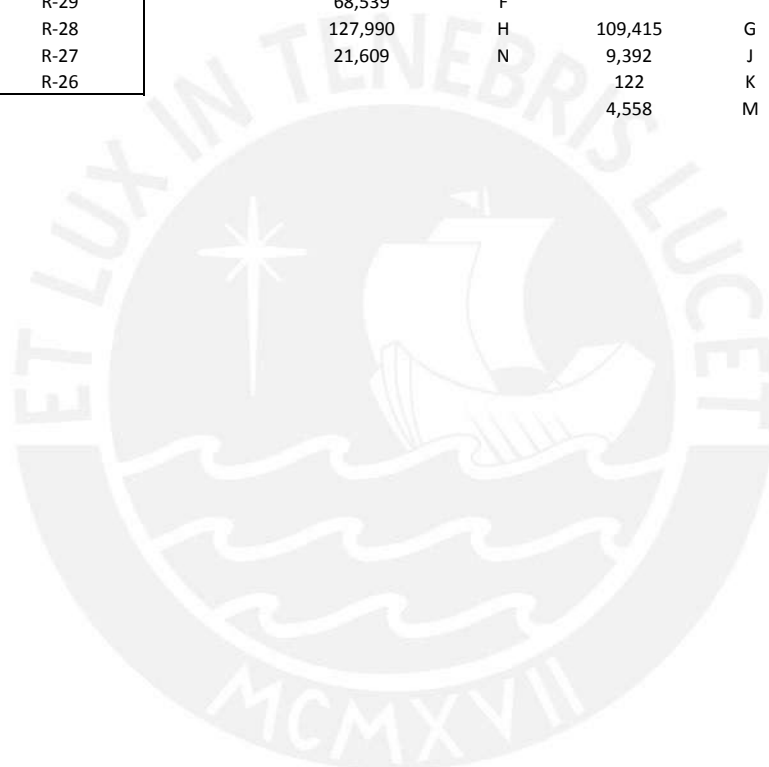 R-29 68,539 F
R-28 127,990 H 109,415 G
R-27 21,609 N 9,392 J
R-26 122 K
4,558 M
ET LUX IN TENEBRIS LUCET
MCMXVII